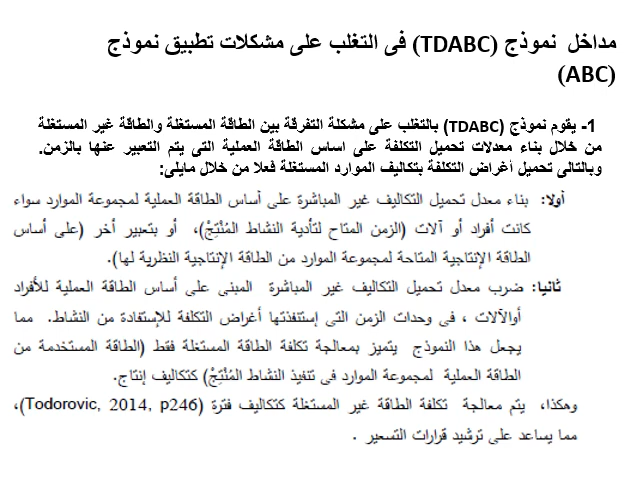 مداخل نموذج (TDABC) فى التغلب على مشكلات تطبيق نموذج
(ABC)
1- يقوم نموذج (TDABC) بالتغلب على مشكلة التفرقة بين الطاقة المستغلة والطاقة غير المستغلة
من خلال بناء معدلات تحميل التكلفة على اساس الطاقة العملية التى يتم التعبير عنها بالزمن.
وبالتالى تحميل أغراض التكلفة بتكاليف الموارد المستغلة فعلا من خلال مايلى:
أولا: بناء معدل تحميل التكاليف غير المباشرة على أساس الطاقة العملية لمجموعة الموارد سواء
كانت أفراد أو آلات (الزمن المتاح لتأدية النشاط المُنْتِجْ)، أو بتعبير أخر (على أساس
الطاقة الإنتاجية المتاحة لمجموعة الموارد من الطاقة الإنتاجية النظرية لها).
ثانيا: ضرب معدل تحميل التكاليف غير المباشرة المبنى على أساس الطاقة العملية للأفراد
أوالآلات ، فى وحدات الزمن التى إستنفذتها أغراض التكلفة للإستفادة من النشاط. مما
يجعل هذا النموذج يتميز بمعالجة تكلفة الطاقة المستغلة فقط (الطاقة المستخدمة من
الطاقة العملية لمجموعة الموارد فى تنفيذ النشاط المُنْتِجْ) كتكاليف إنتاج.
وهكذا، يتم معالجة تكلفة الطاقة غير المستغلة كتكاليف فترة (Todorovic, 2014, p246)،
مما يساعد على ترشيد قرارات التسعير .